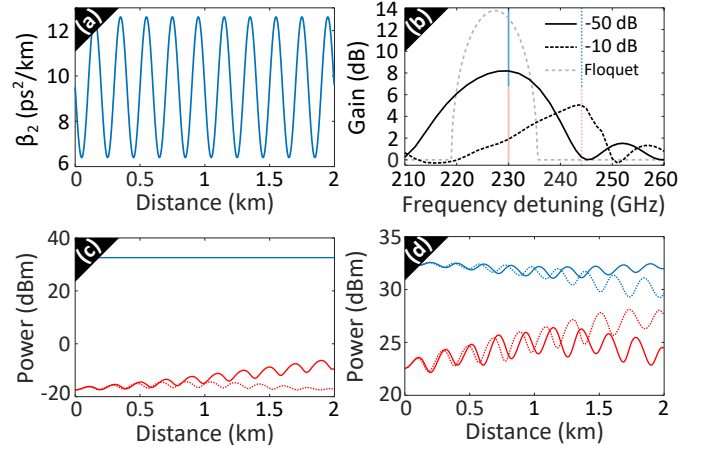 (a)
12
10
8
6
β₂ (ps²/km)
0
0.5
1
1.5
2
Distance (km)
(b)
14
12
10
8
6
4
2
0
Gain (dB)
-50 dB
-10 dB
Floquet
210
220
230
240
250
260
Frequency detuning (GHz)
(c)
40
20
0
-20
Power (dBm)
0
0.5
1
1.5
2
Distance (km)
(d)
35
30
25
20
Power (dBm)
0
0.5
1
1.5
2
Distance (km)